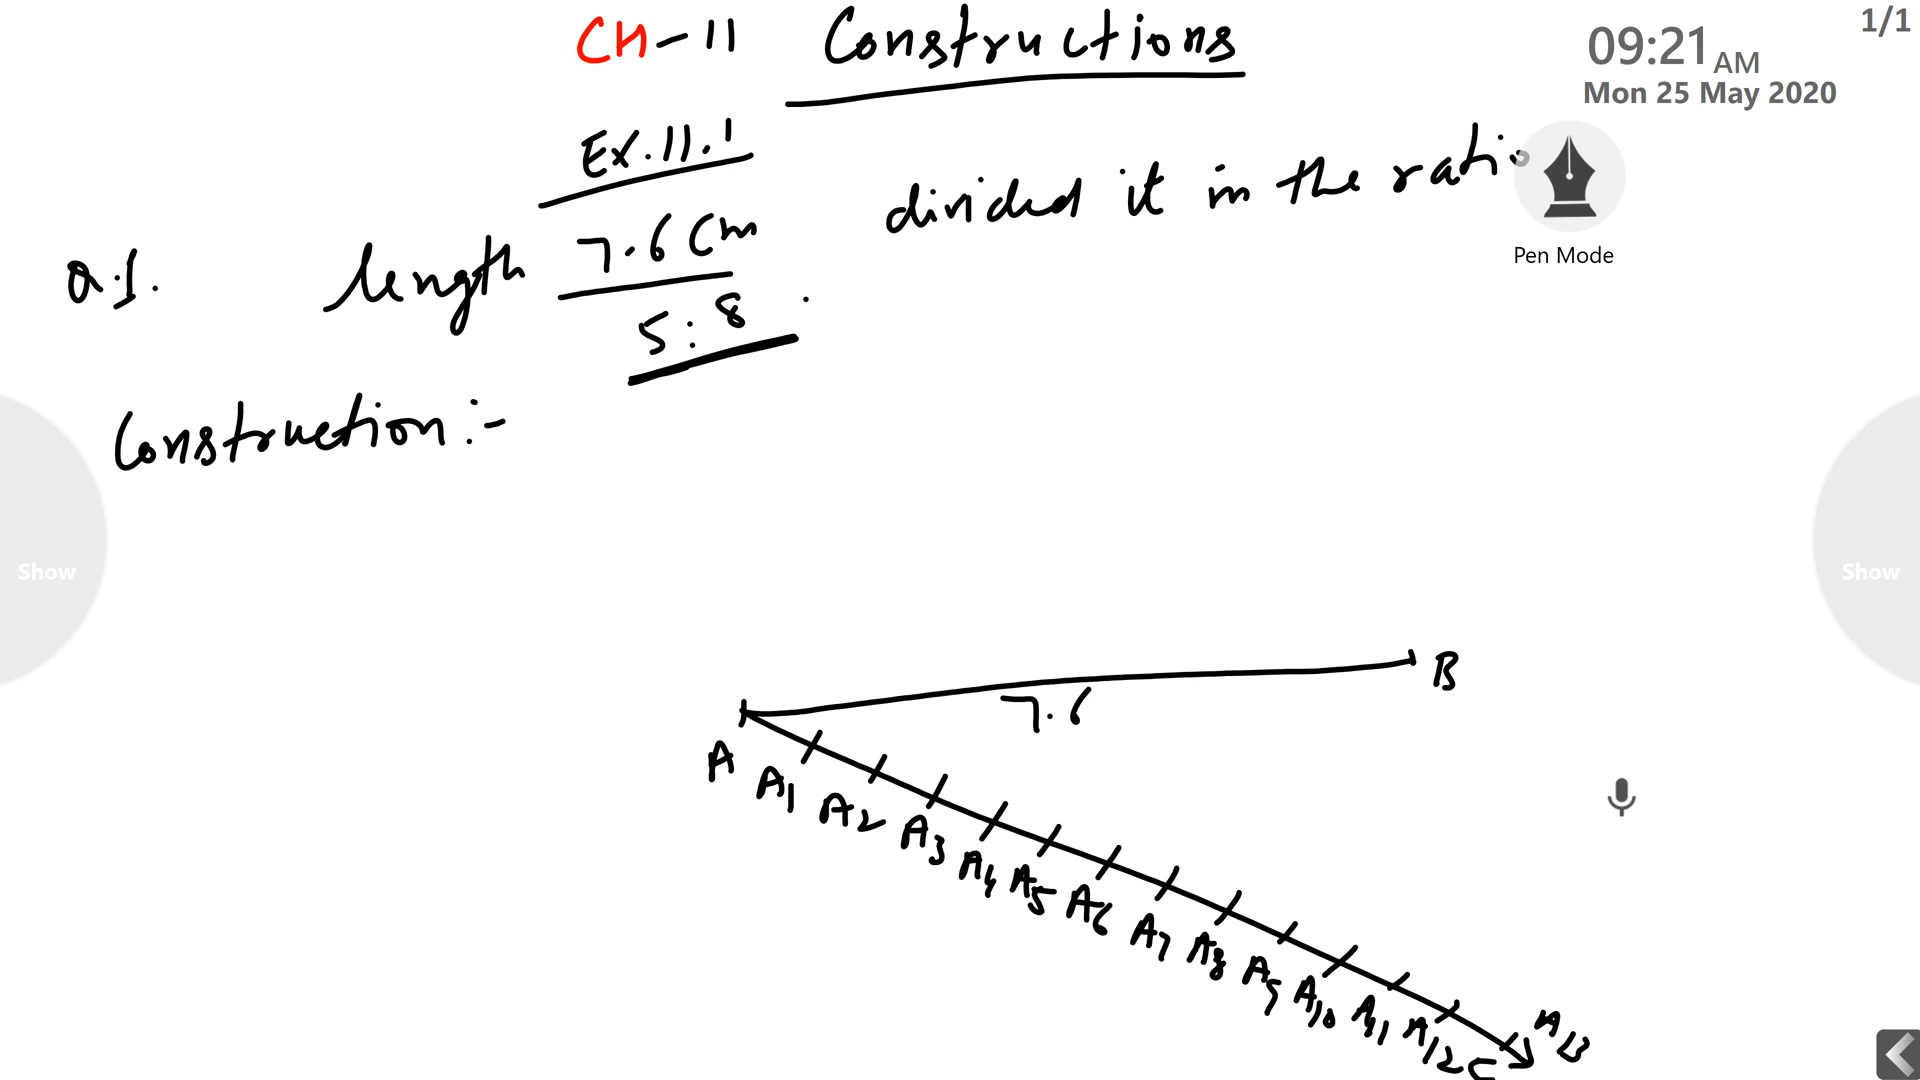 CH-11 Constructions
09:21 AM
1/1
Mon 25 May 2020
Ex.11.1
Q.1. length 7.6 Cm divided it in the ratio
5:8.
Pen Mode
Construction:-
Show
Show
A
B
7.6
A1
A2
A3
A4
A5
A6
A7
A8
A9
A10
A11
A12
C
A13